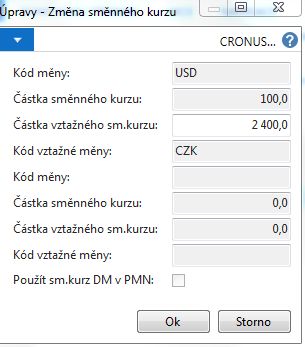 Úpravy - Změna směnného kurzu
CRONUS... ?
Kód měny: USD
Částka směnného kurzu: 100,0
Částka vztažného sm.kurzu: 2 400,0
Kód vztažné měny: CZK
Kód měny:
Částka směnného kurzu: 0,0
Částka vztažného sm.kurzu: 0,0
Kód vztažné měny:
Použít sm.kurz DM v PMN:
Ok Storno